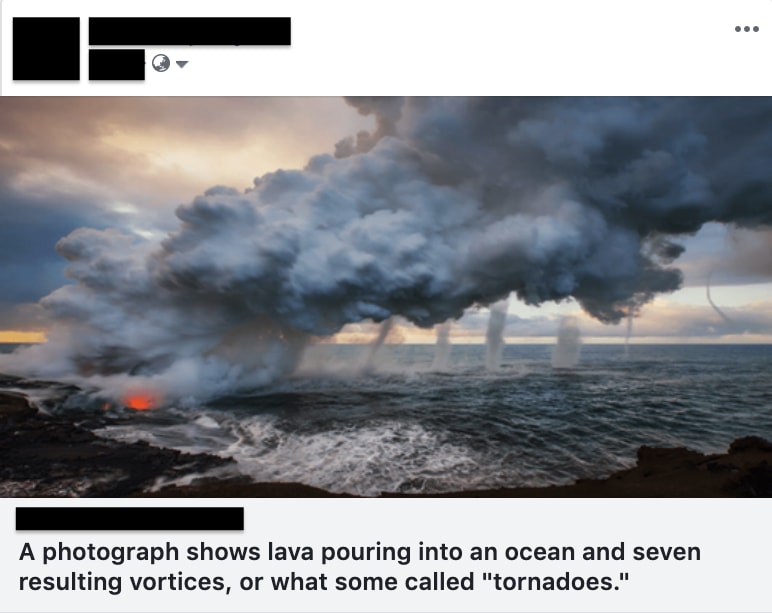 A photograph shows lava pouring into an ocean and seven
resulting vortices, or what some called "tornadoes."